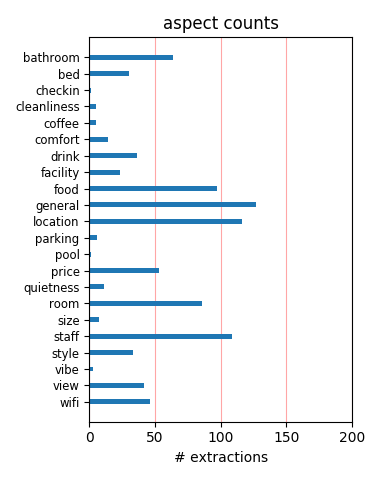 aspect counts
bathroom
bed
checkin
cleanliness
coffee
comfort
drink
facility
food
general
location
parking
pool
price
quietness
room
size
staff
style
vibe
view
wifi
0 50 100 150 200
# extractions